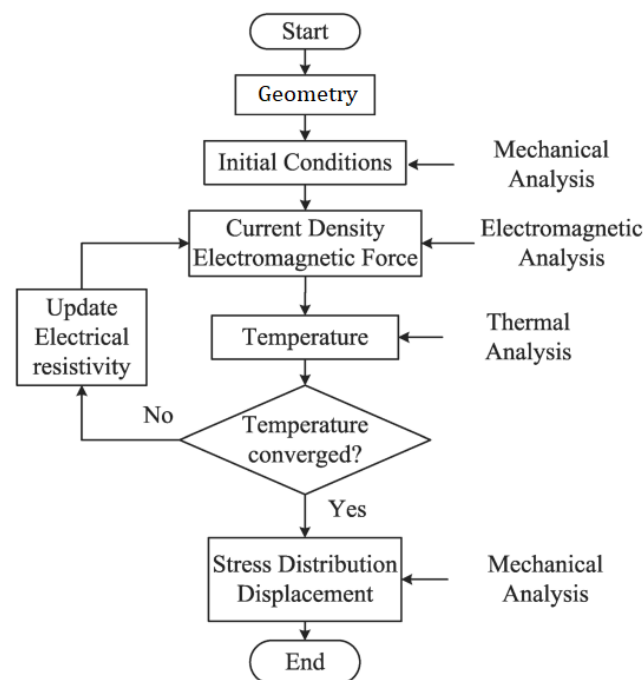 Start
Geometry
Initial Conditions
Mechanical
Analysis
Current Density
Electromagnetic Force
Electromagnetic
Analysis
Update
Electrical
resistivity
Temperature
Thermal
Analysis
No
Temperature
converged?
Yes
Stress Distribution
Displacement
Mechanical
Analysis
End